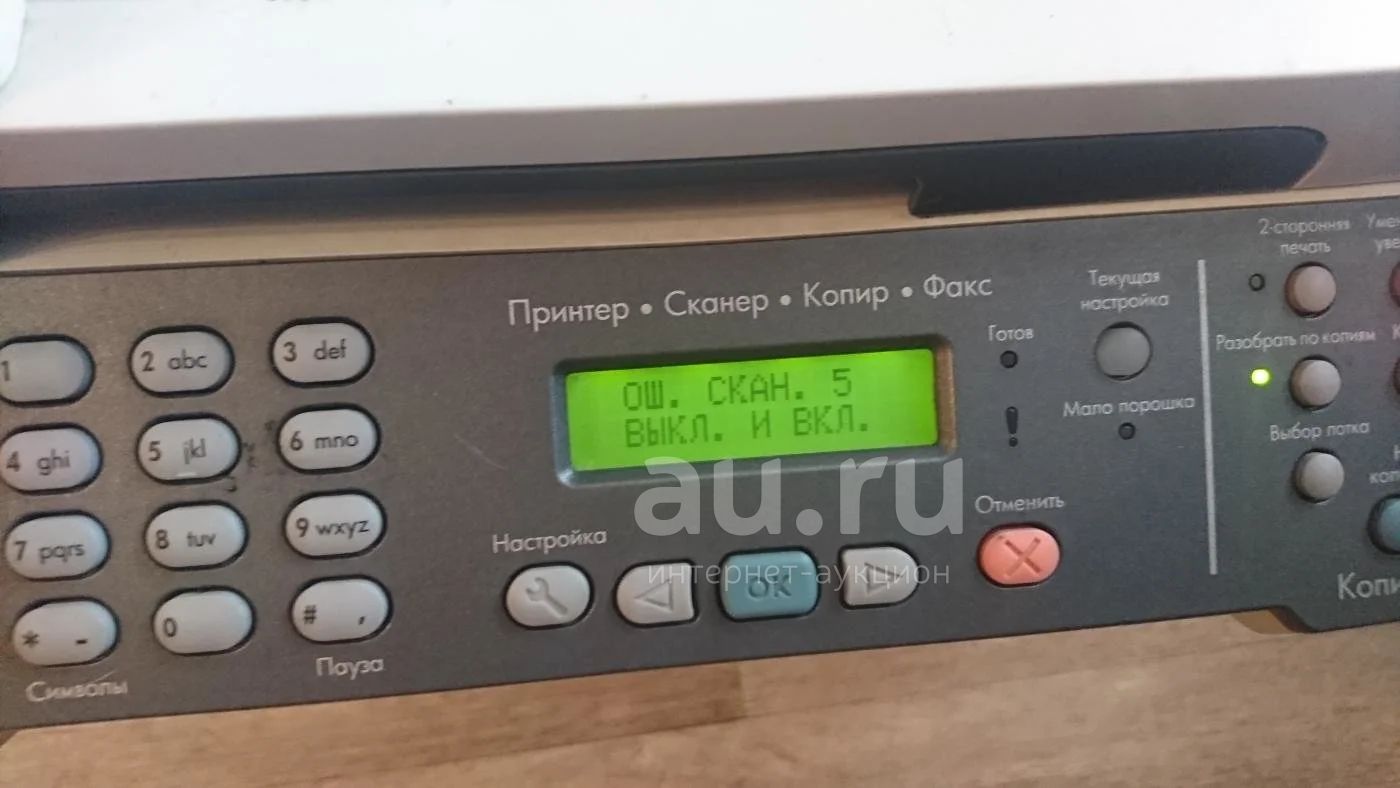 2-сторонняя
печать
Принтер • Сканер • Копир • Факс
Текущая
настройка
Готов
Разобрать по копиям
Мало порошка
Выбор лотка
ОШ. СКАН. 5
ВЫКЛ. И ВКЛ.
1
2 abc
3 def
4 ghi
5 jkl
6 mno
7 pqrs
8 tuv
9 wxyz
* -
0
# ,
Символы
Пауза
Настройка
OK
Отменить
au.ru
интернет-аукцион